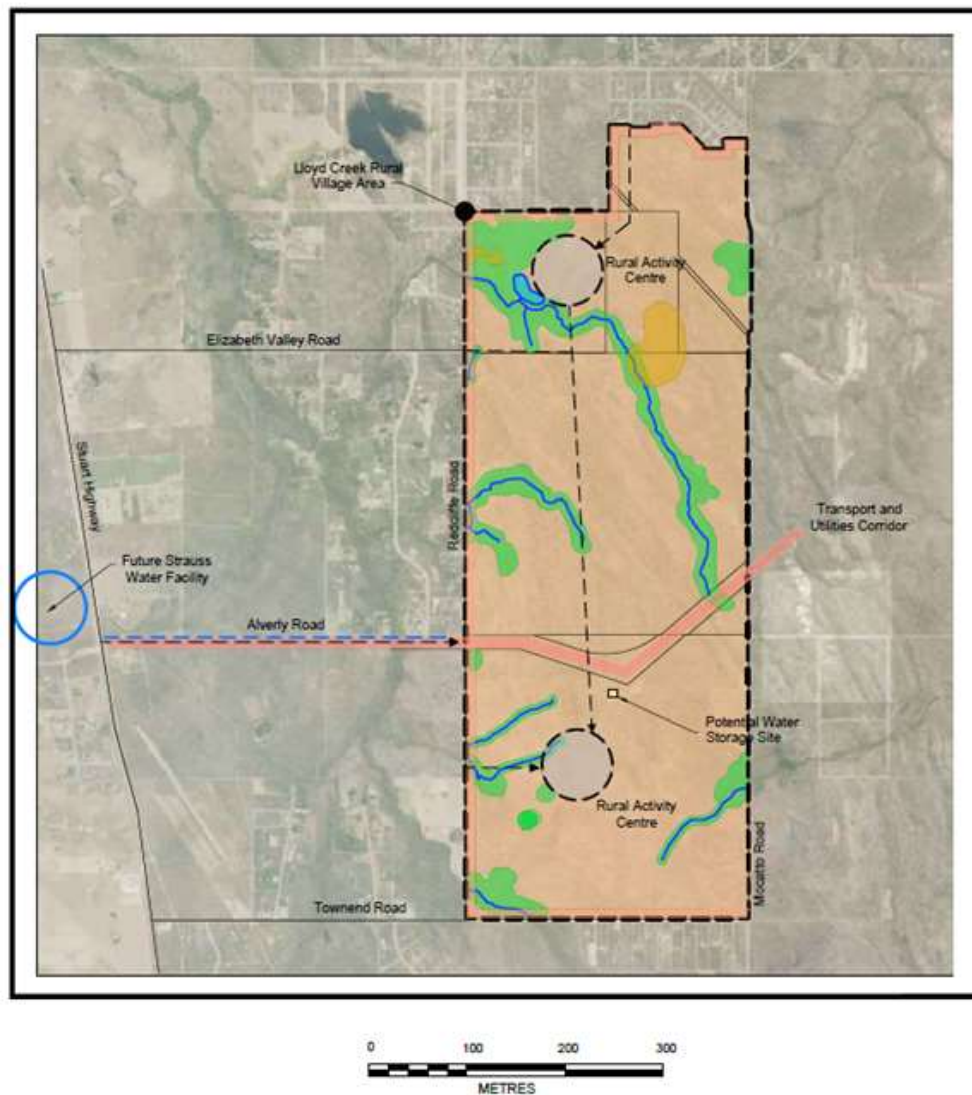 Lloyd Creek Rural
Village Area
Rural Activity
Centre
Elizabeth Valley Road
Stuart Highway
Redcliffe Road
Transport and
Utilities Corridor
Future Strauss
Water Facility
Alverly Road
Potential Water
Storage Site
Rural Activity
Centre
Mocatto Road
Townend Road
0 100 200 300
METRES